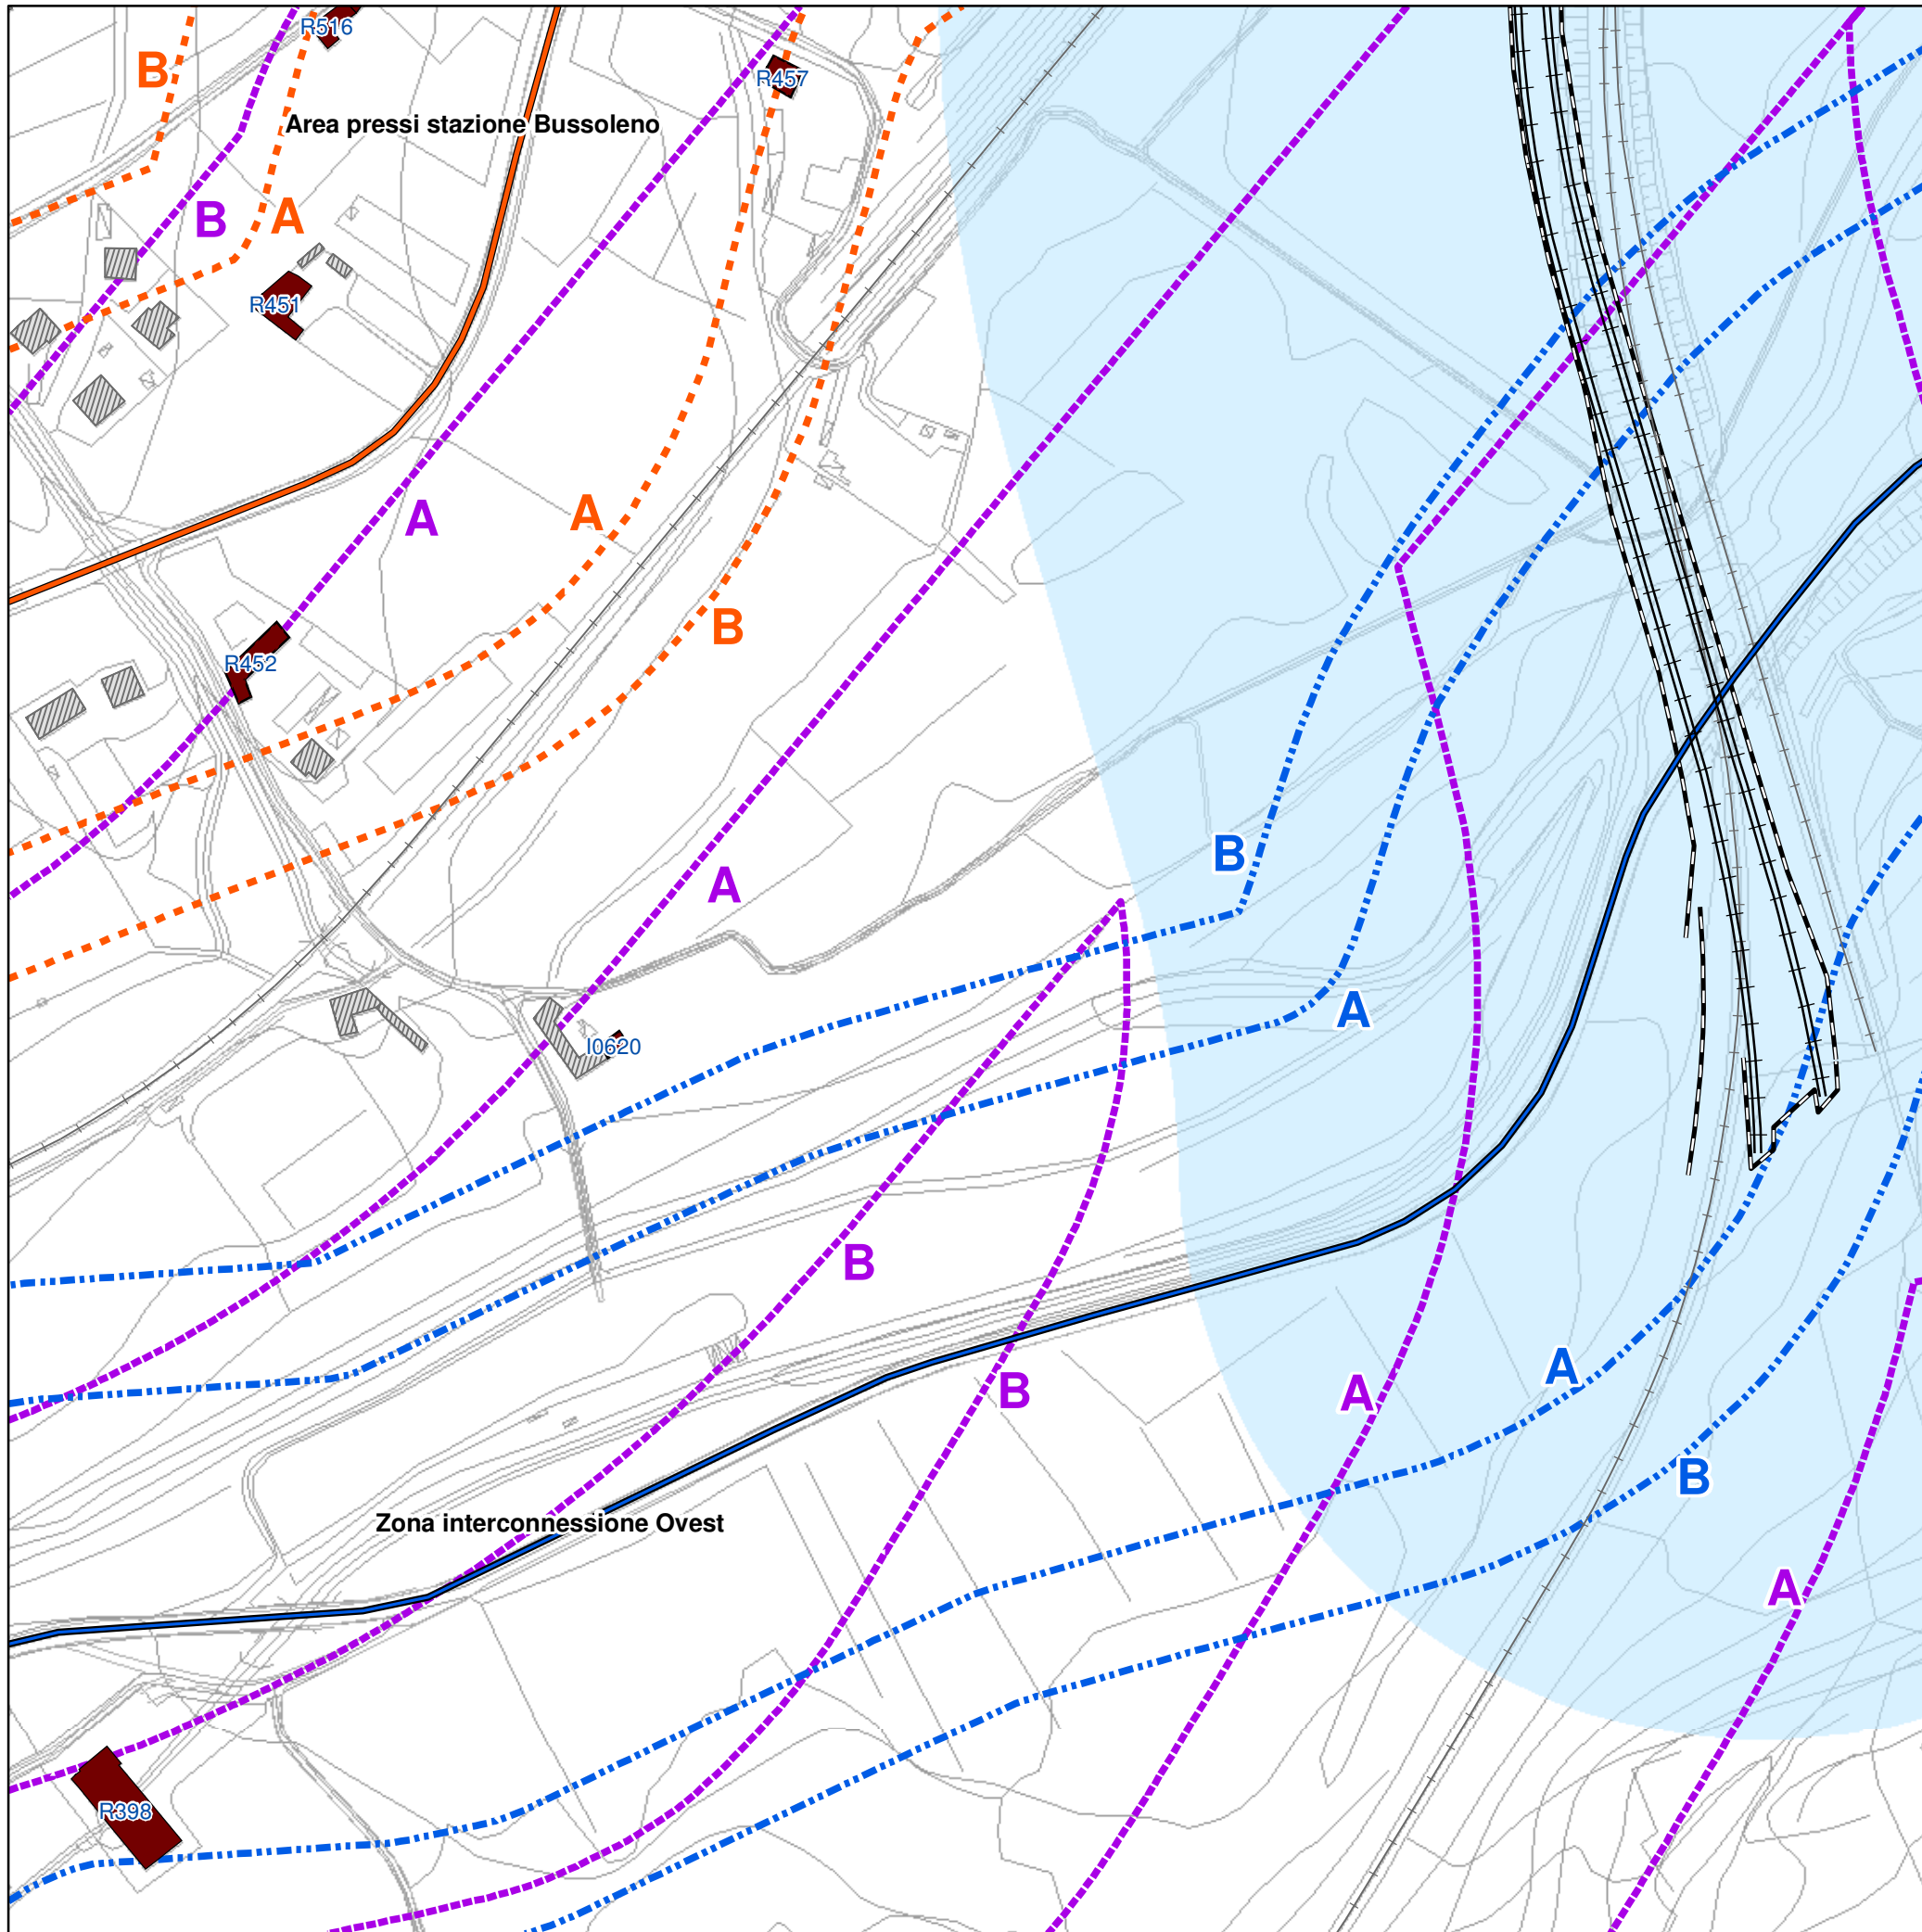 R516
B
R457
Area pressi stazione Bussoleno
B
A
R451
A
A
B
R452
B
A
A
I0620
B
A
B
A
B
Zona interconnessione Ovest
A
R398